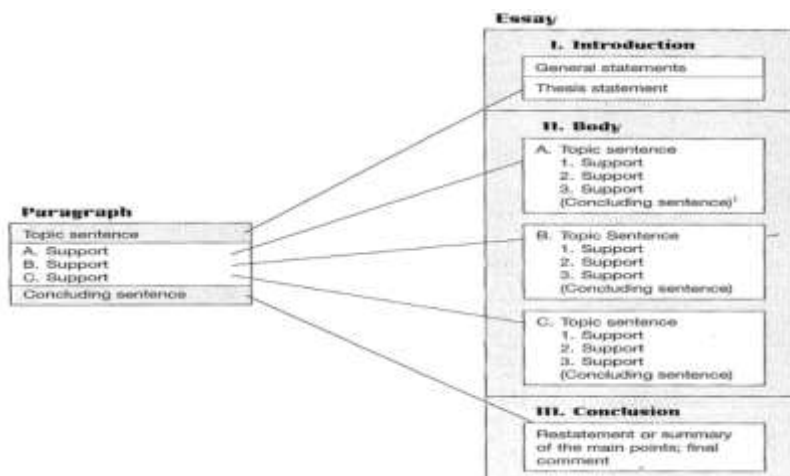 Paragraph
Topic sentence
A. Support
B. Support
C. Support
Concluding sentence
Essay
I. Introduction
General statements
Thesis statement
II. Body
A. Topic sentence
1. Support
2. Support
3. Support
(Concluding sentence)¹
B. Topic Sentence
1. Support
2. Support
3. Support
(Concluding sentence)
C. Topic sentence
1. Support
2. Support
3. Support
(Concluding sentence)
III. Conclusion
Restatement or summary
of the main points; final
comment